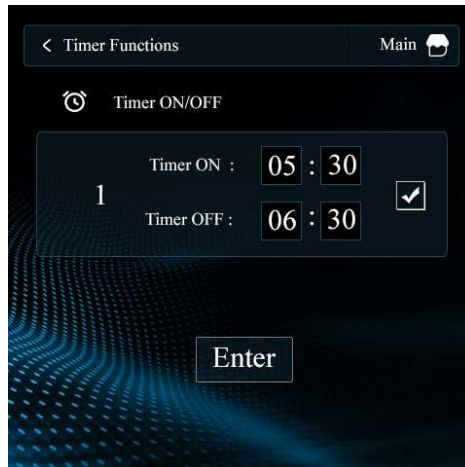 Timer Functions Main
Timer ON/OFF
Timer ON : 05 : 30
1
Timer OFF : 06 : 30
Enter